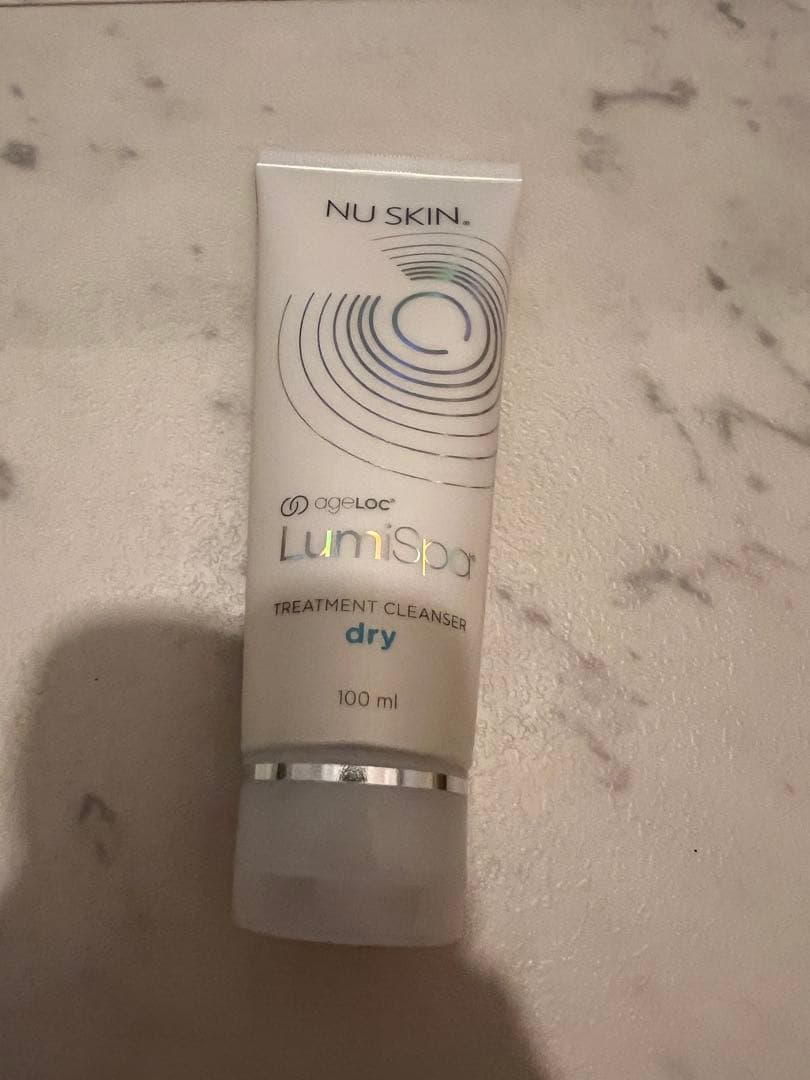 NU SKIN®
ageLOC®
LumiSpa®
TREATMENT CLEANSER
dry
100 ml